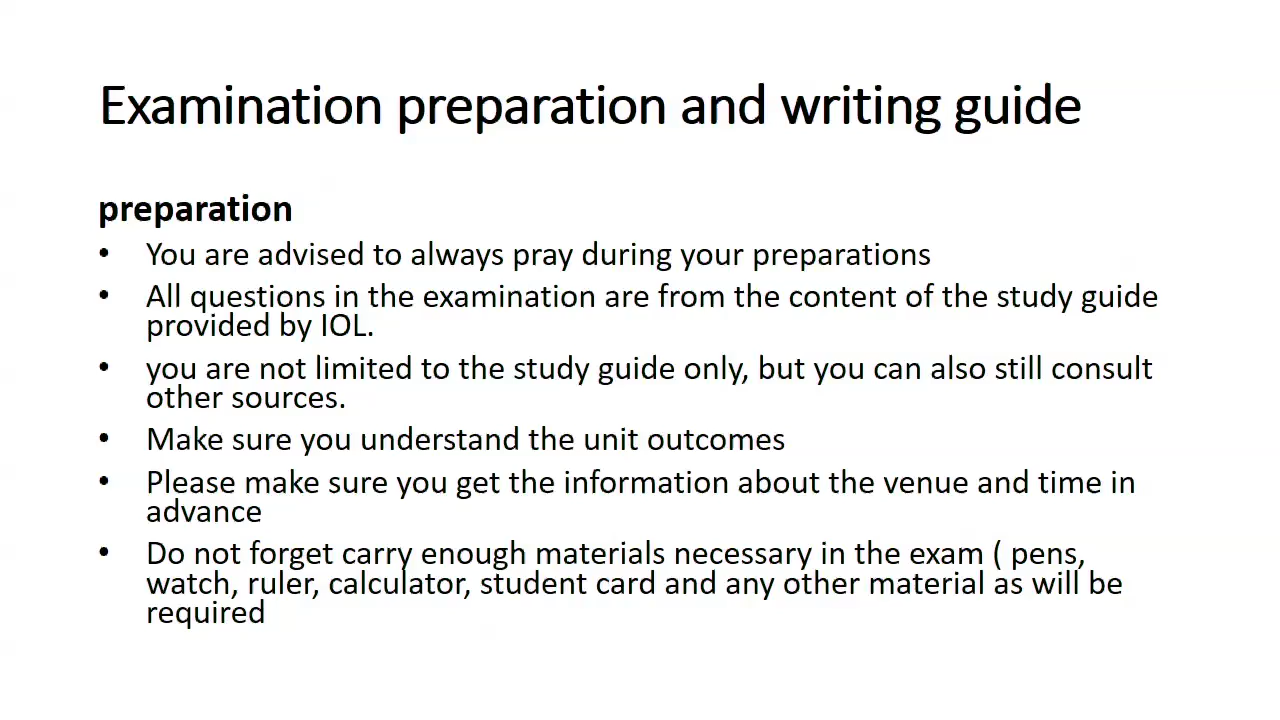 Examination preparation and writing guide
preparation
• You are advised to always pray during your preparations
• All questions in the examination are from the content of the study guide
provided by IOL.
• you are not limited to the study guide only, but you can also still consult
other sources.
• Make sure you understand the unit outcomes
• Please make sure you get the information about the venue and time in
advance
• Do not forget carry enough materials necessary in the exam ( pens,
watch, ruler, calculator, student card and any other material as will be
required